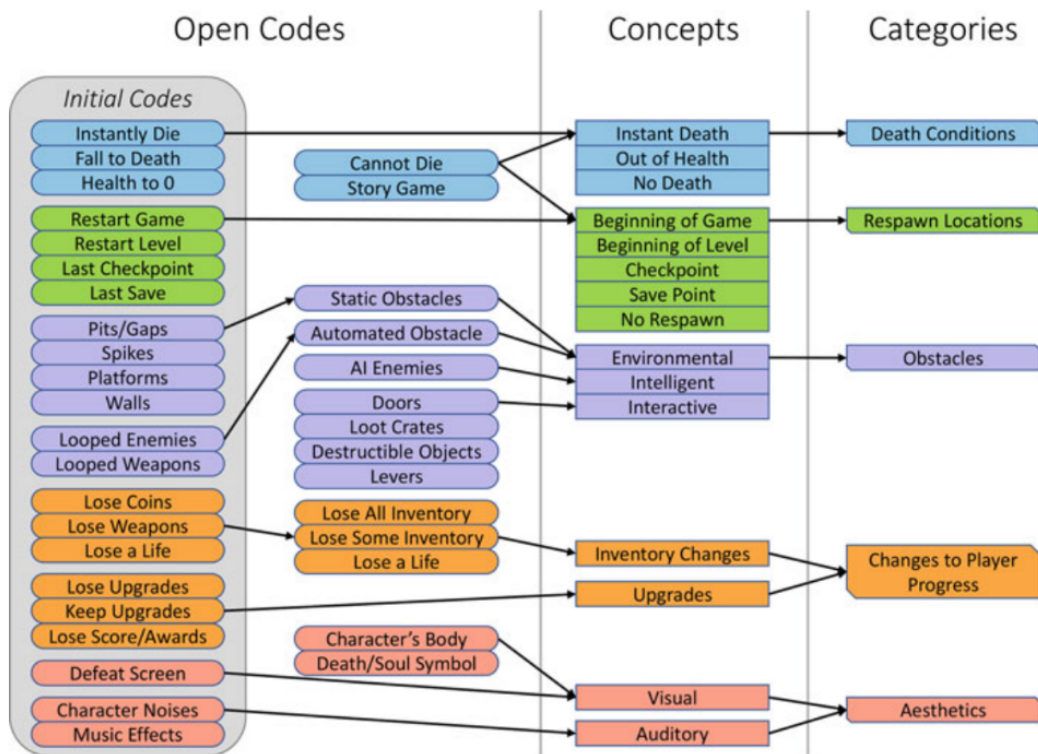 Open Codes
Concepts
Categories
Initial Codes
Instantly Die
Fall to Death
Health to 0
Restart Game
Restart Level
Last Checkpoint
Last Save
Pits/Gaps
Spikes
Platforms
Walls
Looped Enemies
Looped Weapons
Lose Coins
Lose Weapons
Lose a Life
Lose Upgrades
Keep Upgrades
Lose Score/Awards
Defeat Screen
Character Noises
Music Effects
Cannot Die
Story Game
Static Obstacles
Automated Obstacle
AI Enemies
Doors
Loot Crates
Destructible Objects
Levers
Lose All Inventory
Lose Some Inventory
Lose a Life
Character’s Body
Death/Soul Symbol
Instant Death
Out of Health
No Death
Beginning of Game
Beginning of Level
Checkpoint
Save Point
No Respawn
Environmental
Intelligent
Interactive
Inventory Changes
Upgrades
Visual
Auditory
Death Conditions
Respawn Locations
Obstacles
Changes to Player
Progress
Aesthetics